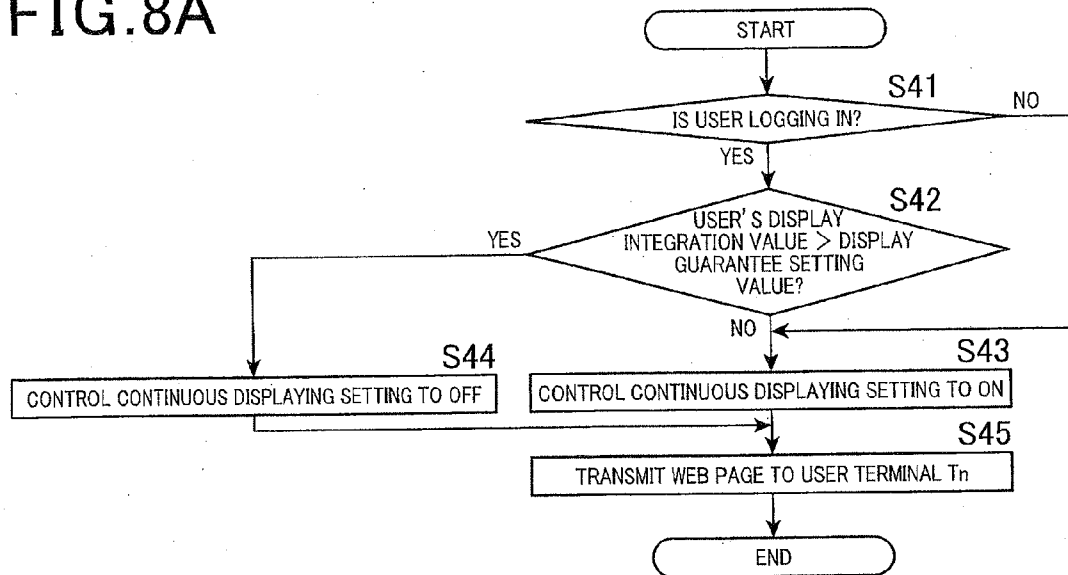 FIG.8A
START
S41
IS USER LOGGING IN?
NO
YES
S42
USER'S DISPLAY
INTEGRATION VALUE > DISPLAY
GUARANTEE SETTING
VALUE?
YES
NO
S44
CONTROL CONTINUOUS DISPLAYING SETTING TO OFF
S43
CONTROL CONTINUOUS DISPLAYING SETTING TO ON
S45
TRANSMIT WEB PAGE TO USER TERMINAL Tn
END